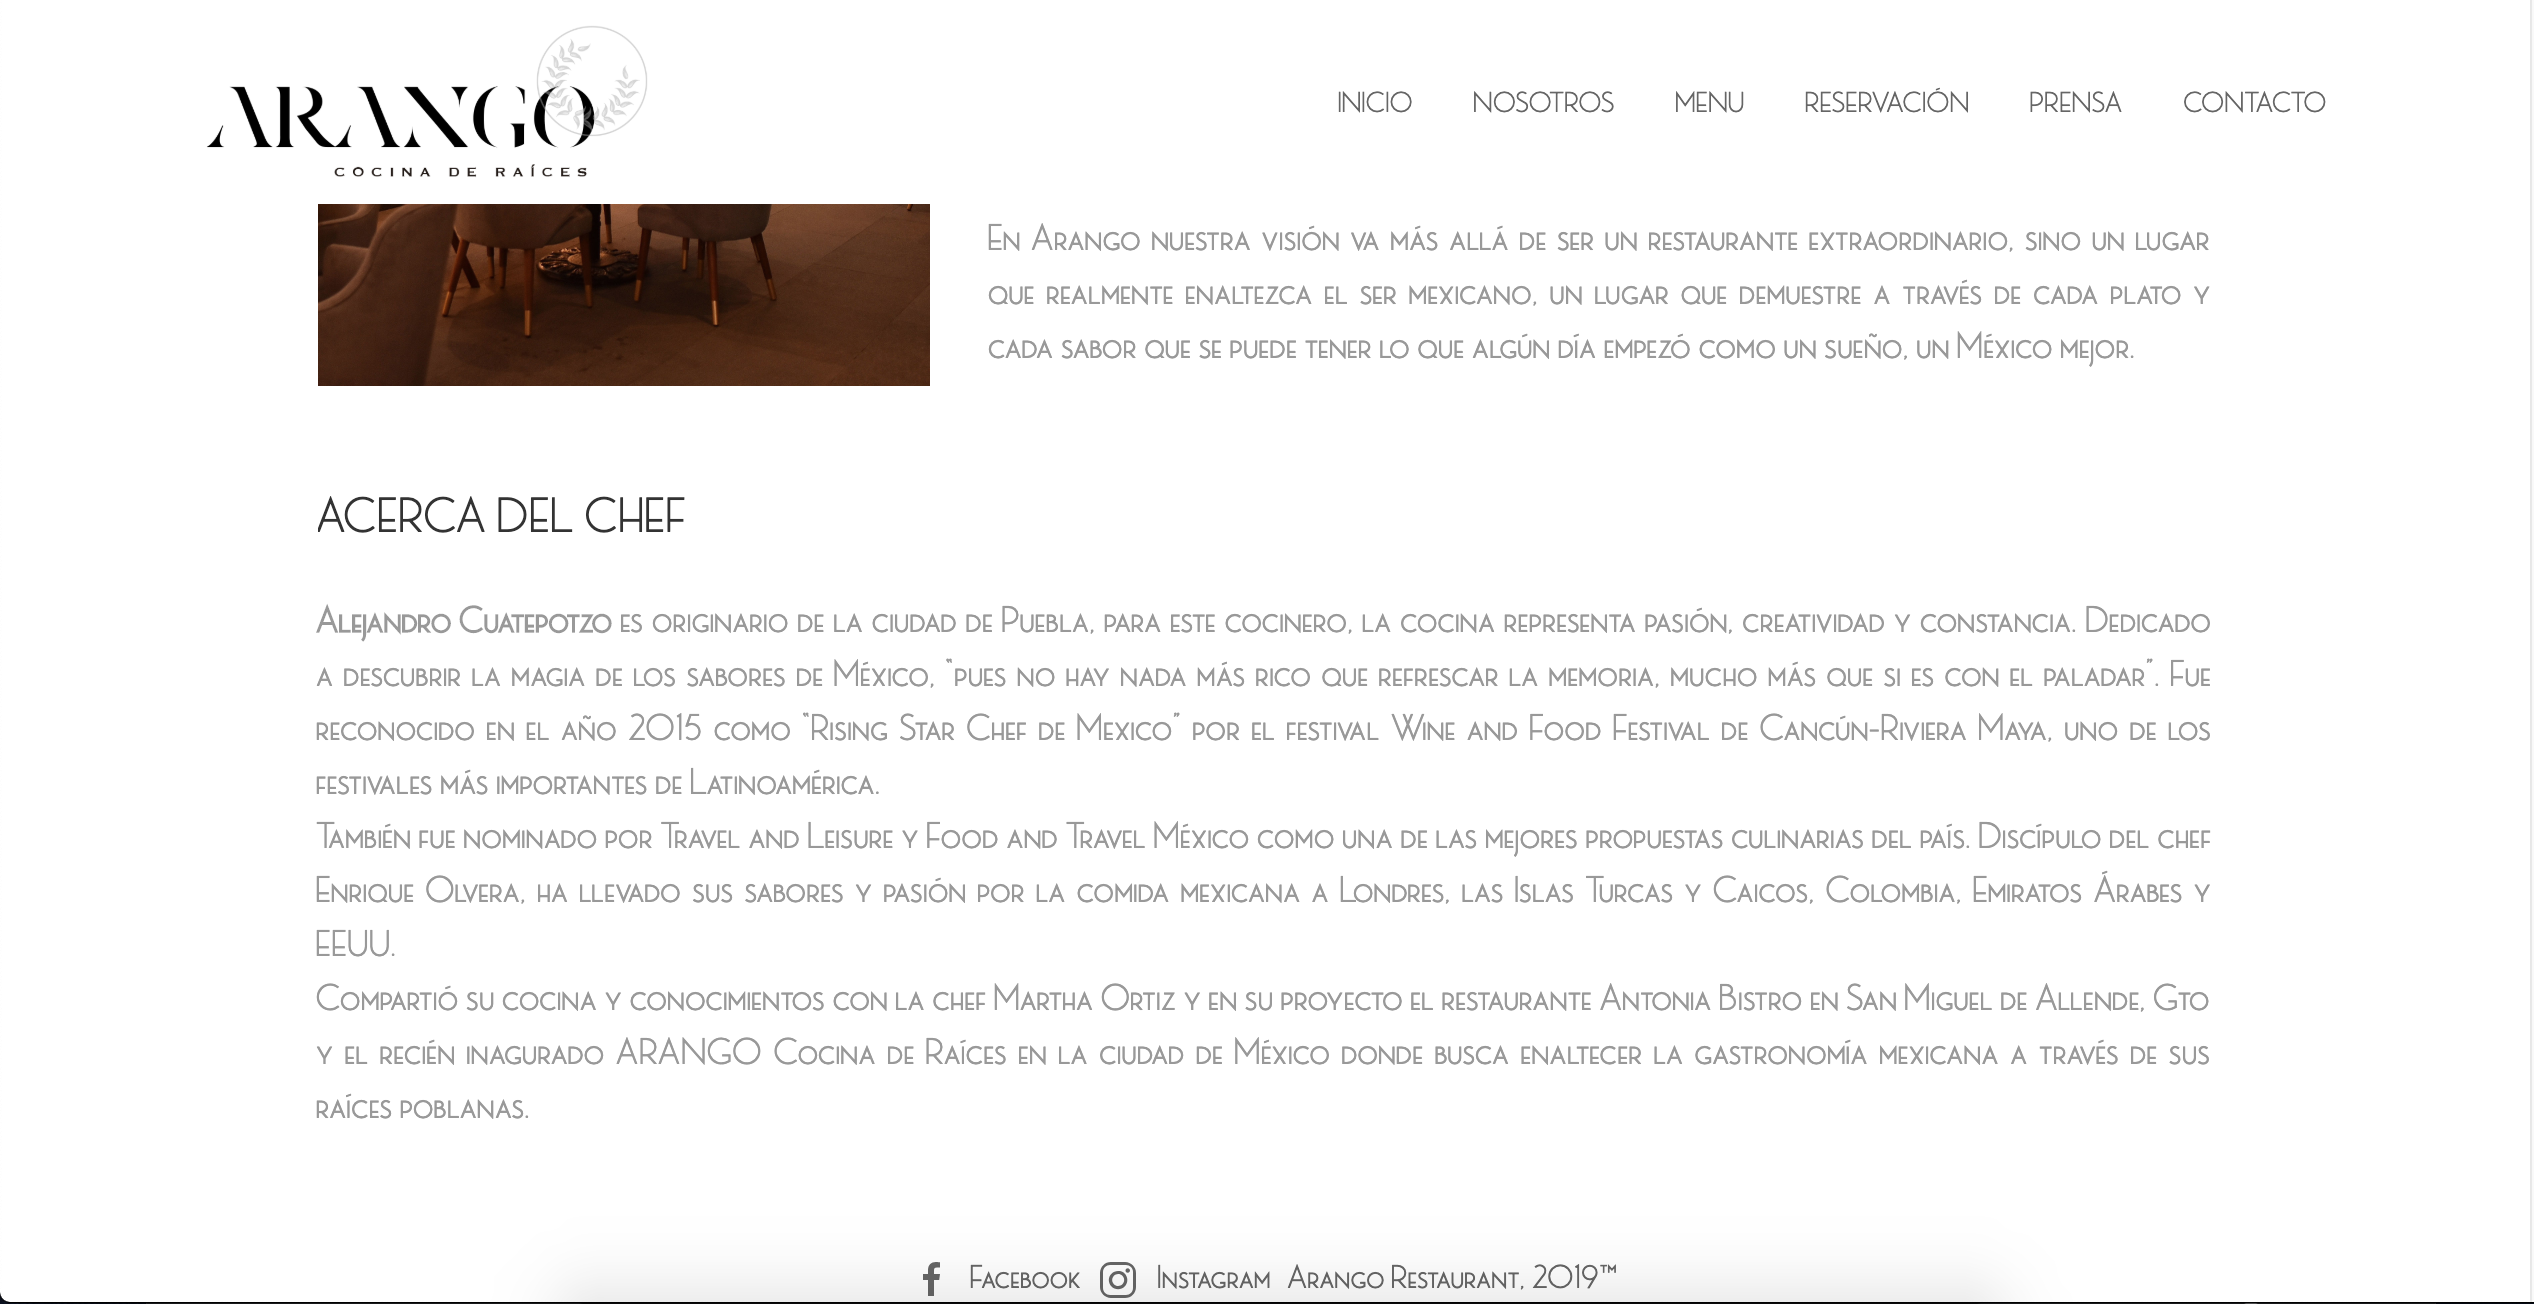 ARANGO
COCINA DE RAÍCES
INICIO NOSOTROS MENU RESERVACIÓN PRENSA CONTACTO
En Arango nuestra visión va más allá de ser un restaurante extraordinario, sino un lugar
que realmente enaltezca el ser mexicano, un lugar que demuestre a través de cada plato y
cada sabor que se puede tener lo que algún día empezó como un sueño, un México mejor.
ACERCA DEL CHEF
Alejandro Cuatepotzo es originario de la ciudad de Puebla, para este cocinero, la cocina representa pasión, creatividad y constancia. Dedicado
a descubrir la magia de los sabores de México, “pues no hay nada más rico que refrescar la memoria, mucho más que si es con el paladar”. Fue
reconocido en el año 2015 como “Rising Star Chef de Mexico” por el festival Wine and Food Festival de Cancún-Riviera Maya, uno de los
festivales más importantes de Latinoamérica.
También fue nominado por Travel and Leisure y Food and Travel México como una de las mejores propuestas culinarias del país. Discípulo del chef
Enrique Olvera, ha llevado sus sabores y pasión por la comida mexicana a Londres, las Islas Turcas y Caicos, Colombia, Emiratos Árabes y
EEUU.
Compartió su cocina y conocimientos con la chef Martha Ortiz y en su proyecto el restaurante Antonia Bistro en San Miguel de Allende, Gto
y el recién inagurado ARANGO Cocina de Raíces en la ciudad de México donde busca enaltecer la gastronomía mexicana a través de sus
raíces poblanas.
Facebook Instagram Arango Restaurant, 2019™